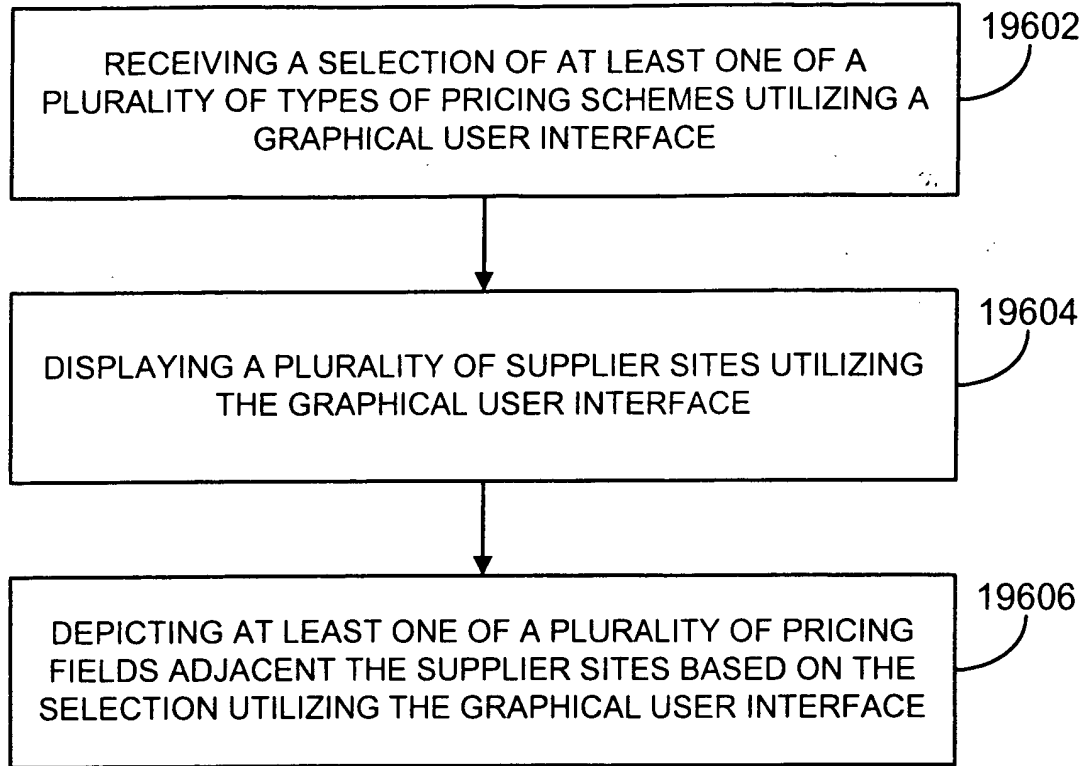 19602
RECEIVING A SELECTION OF AT LEAST ONE OF A
PLURALITY OF TYPES OF PRICING SCHEMES UTILIZING A
GRAPHICAL USER INTERFACE
19604
DISPLAYING A PLURALITY OF SUPPLIER SITES UTILIZING
THE GRAPHICAL USER INTERFACE
19606
DEPICTING AT LEAST ONE OF A PLURALITY OF PRICING
FIELDS ADJACENT THE SUPPLIER SITES BASED ON THE
SELECTION UTILIZING THE GRAPHICAL USER INTERFACE